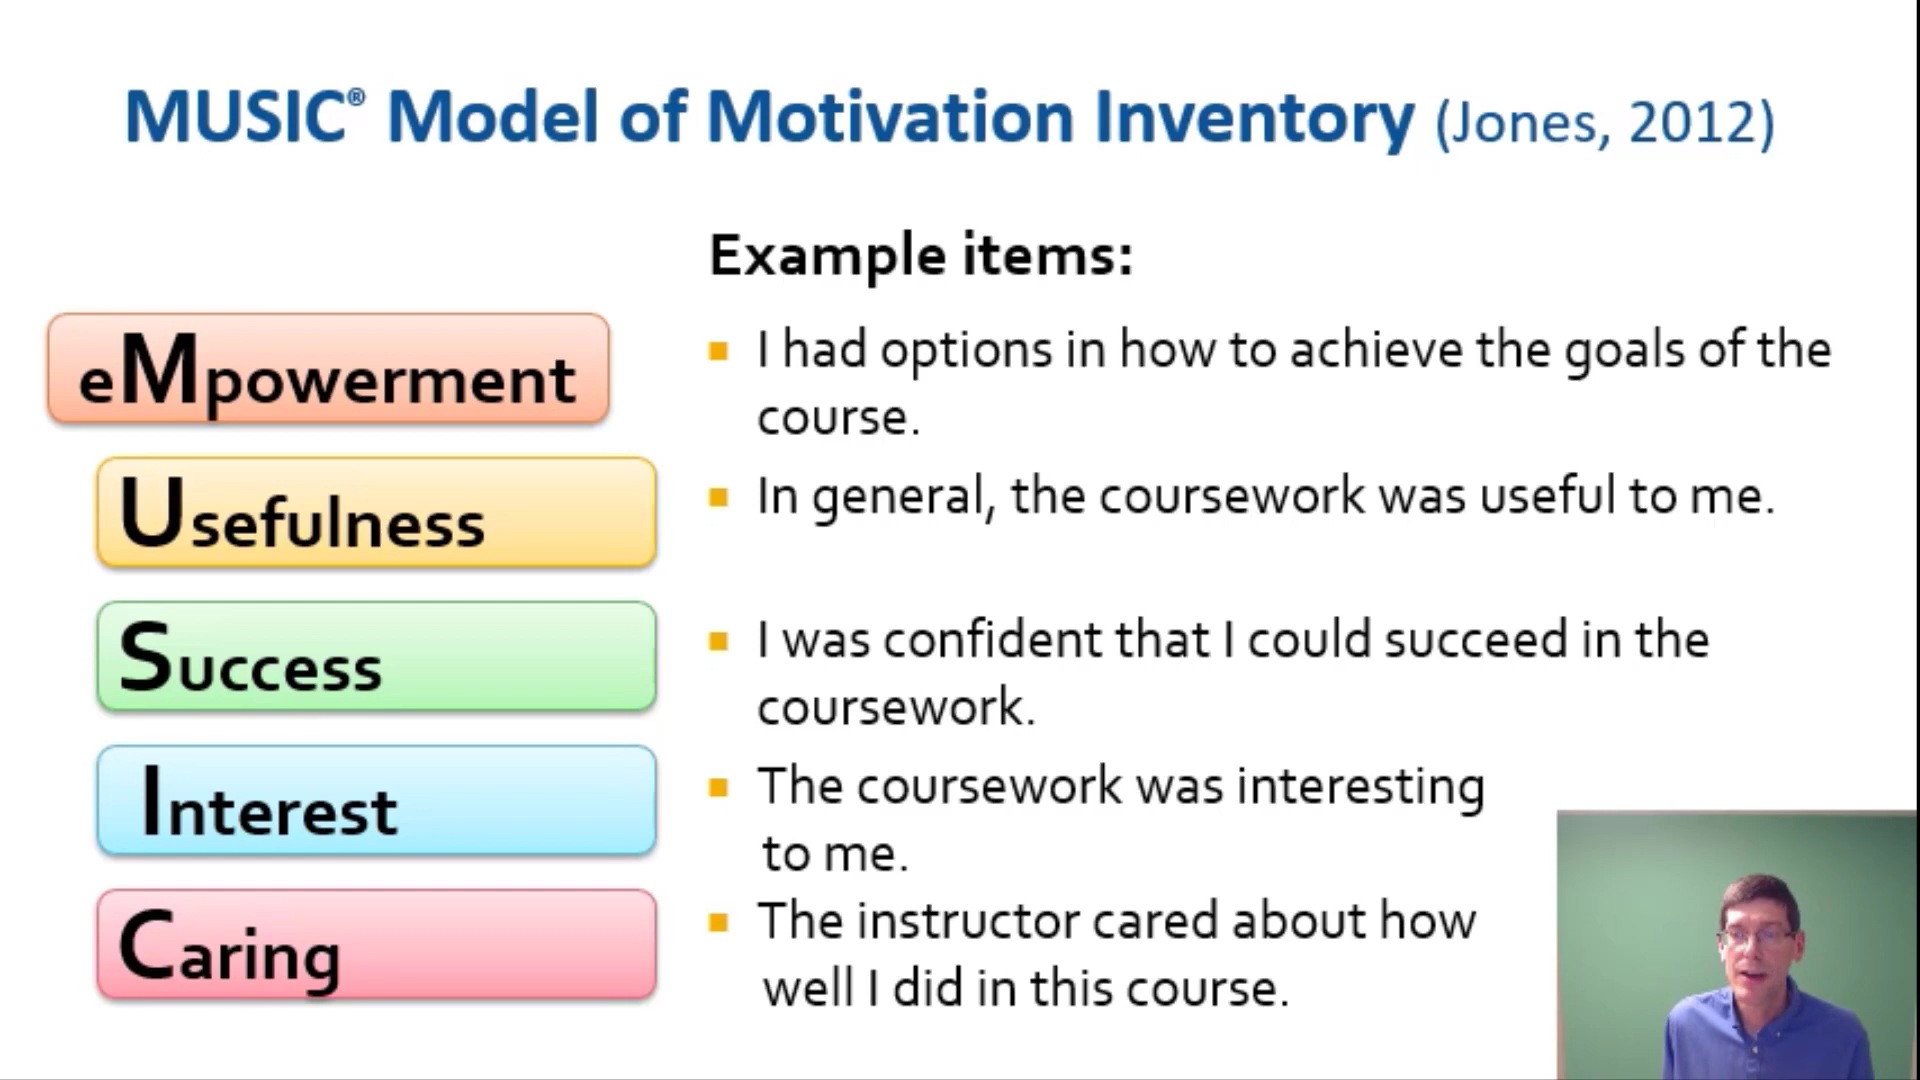 MUSIC® Model of Motivation Inventory (Jones, 2012)
Example items:
eMpowerment
I had options in how to achieve the goals of the
course.
Usefulness
In general, the coursework was useful to me.
Success
I was confident that I could succeed in the
coursework.
Interest
The coursework was interesting
to me.
Caring
The instructor cared about how
well I did in this course.